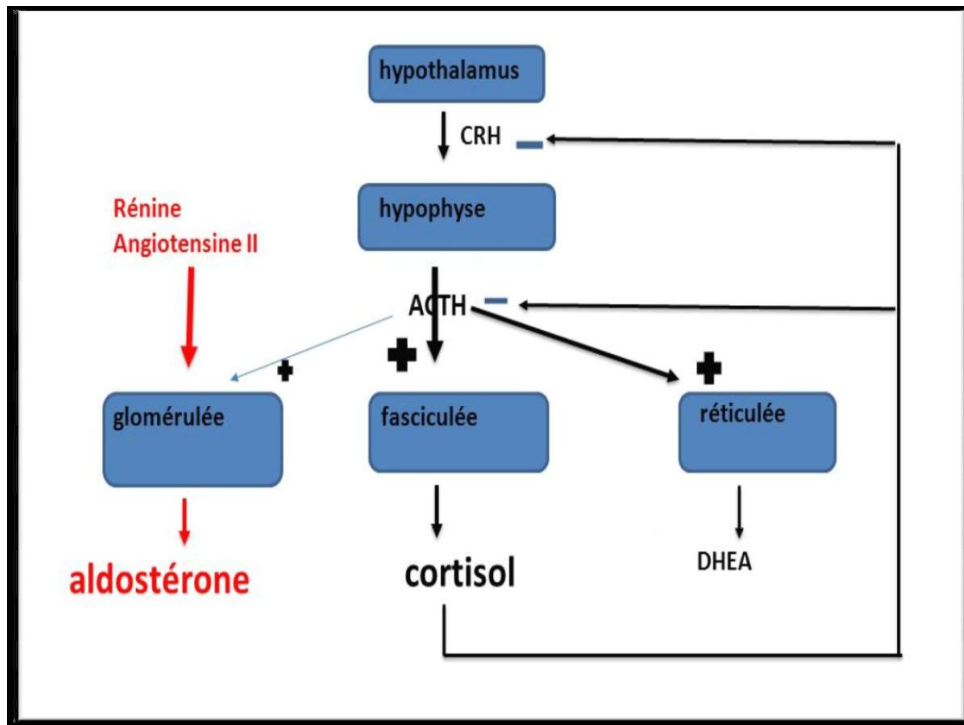 hypothalamus
CRH
hypophyse
Rénine
Angiotensine II
ACTH
glomérulée
fasciculée
réticulée
aldostérone
cortisol
DHEA